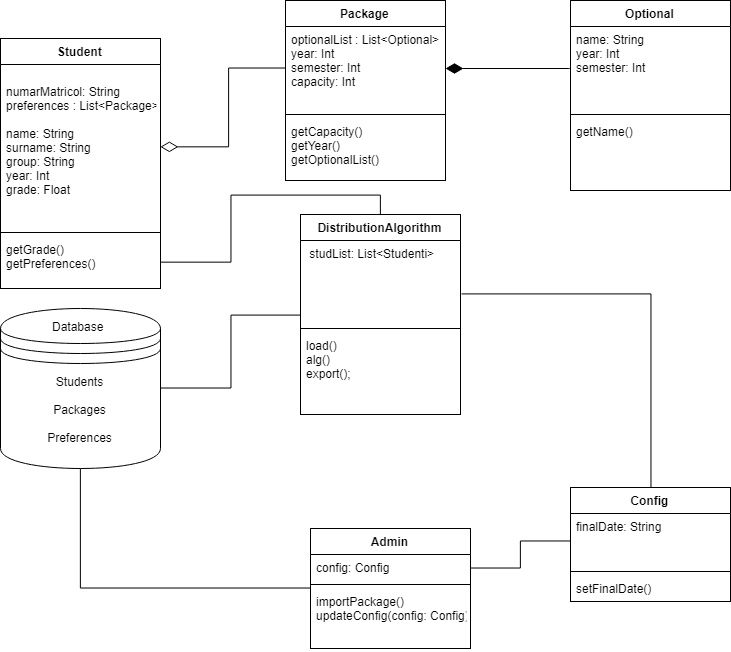 Package
optionalList : List<Optional>
year: Int
semester: Int
capacity: Int
getCapacity()
getYear()
getOptionalList()
Optional
name: String
year: Int
semester: Int
getName()
Student
numarMatricol: String
preferences : List<Package>
name: String
surname: String
group: String
year: Int
grade: Float
getGrade()
getPreferences()
DistributionAlgorithm
studList: List<Studenti>
load()
alg()
export();
Database
Students
Packages
Preferences
Config
finalDate: String
setFinalDate()
Admin
config: Config
importPackage()
updateConfig(config: Config)